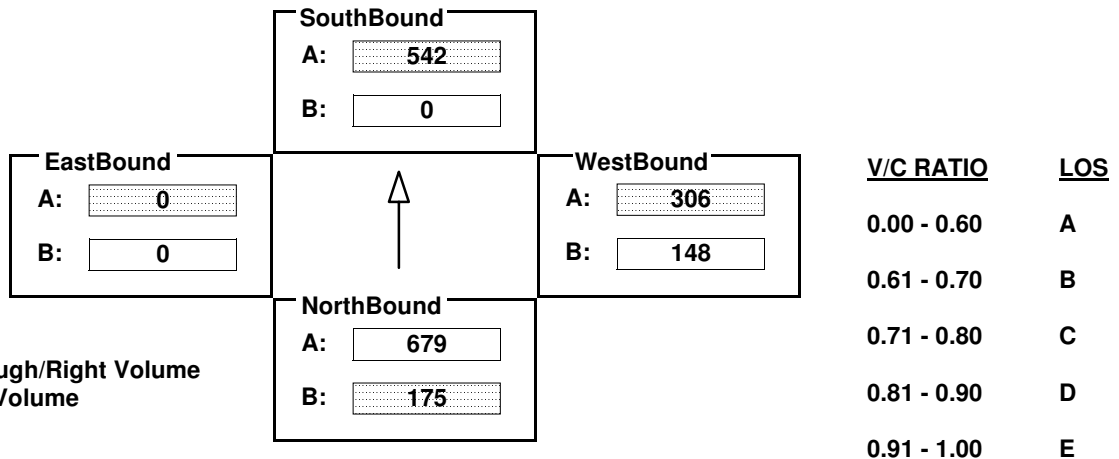 SouthBound
A: 542
B: 0
EastBound
A: 0
B: 0
WestBound
A: 306
B: 148
NorthBound
A: 679
B: 175
ugh/Right Volume
Volume
V/C RATIO LOS
0.00 - 0.60 A
0.61 - 0.70 B
0.71 - 0.80 C
0.81 - 0.90 D
0.91 - 1.00 E